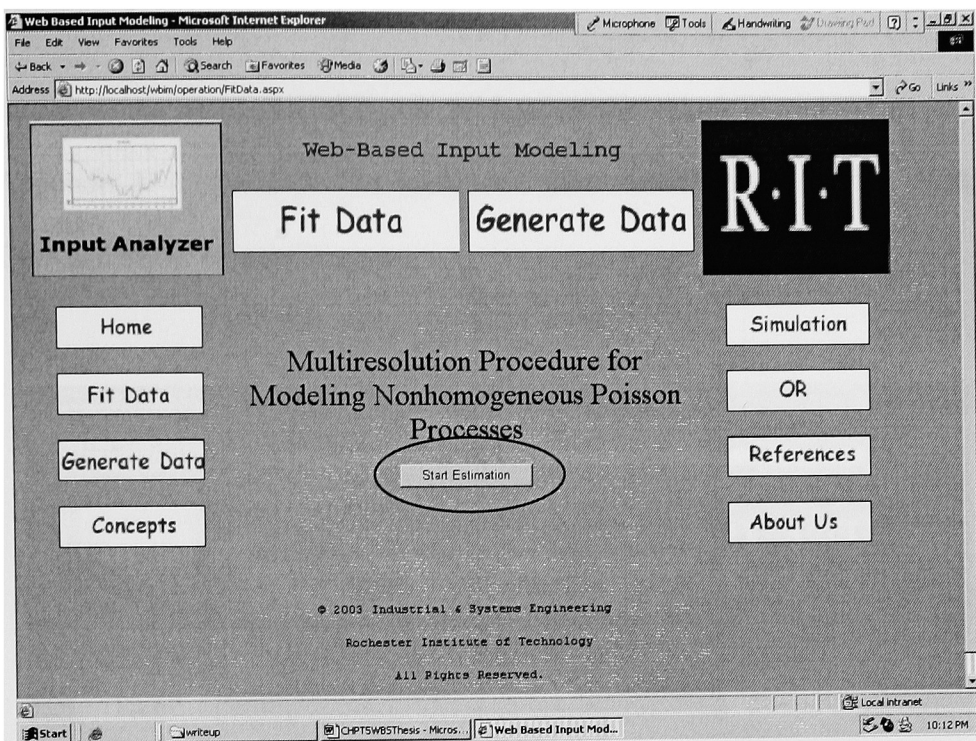 Web Based Input Modeling - Microsoft Internet Explorer
Microphone Tools Handwriting Drawing Pad
File Edit View Favorites Tools Help
Back Search Favorites Media
Address http://localhost/wbim/operation/FitData.aspx Go Links »
Web-Based Input Modeling
Input Analyzer
Fit Data
Generate Data
R·I·T
Home
Fit Data
Generate Data
Concepts
Multiresolution Procedure for
Modeling Nonhomogeneous Poisson
Processes
Start Estimation
Simulation
OR
References
About Us
© 2003 Industrial & Systems Engineering
Rochester Institute of Technology
All Rights Reserved.
Local intranet
Start writeup CHPT5WBSThesis - Micros... Web Based Input Mod... 10:12 PM